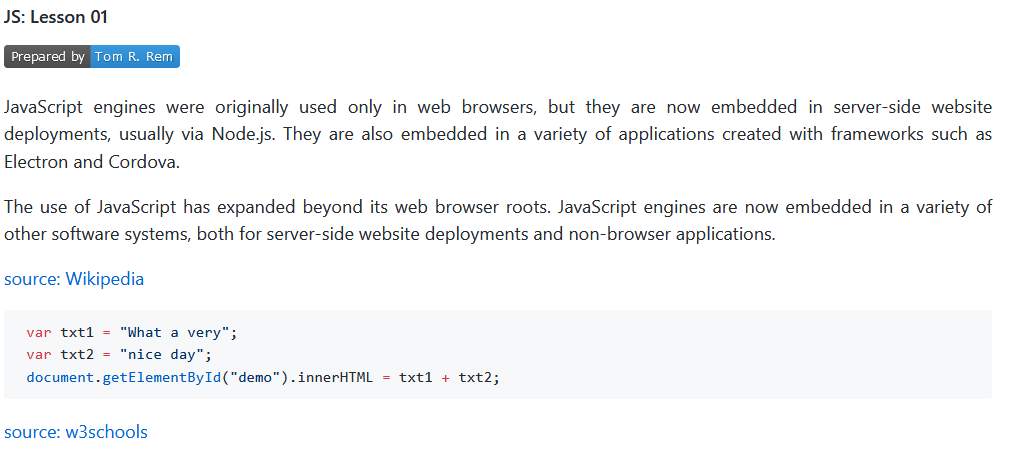 JS: Lesson 01
Prepared by Tom R. Rem
JavaScript engines were originally used only in web browsers, but they are now embedded in server-side website
deployments, usually via Node.js. They are also embedded in a variety of applications created with frameworks such as
Electron and Cordova.
The use of JavaScript has expanded beyond its web browser roots. JavaScript engines are now embedded in a variety of
other software systems, both for server-side website deployments and non-browser applications.
source: Wikipedia
var txt1 = "What a very";
var txt2 = "nice day";
document.getElementById("demo").innerHTML = txt1 + txt2;
source: w3schools